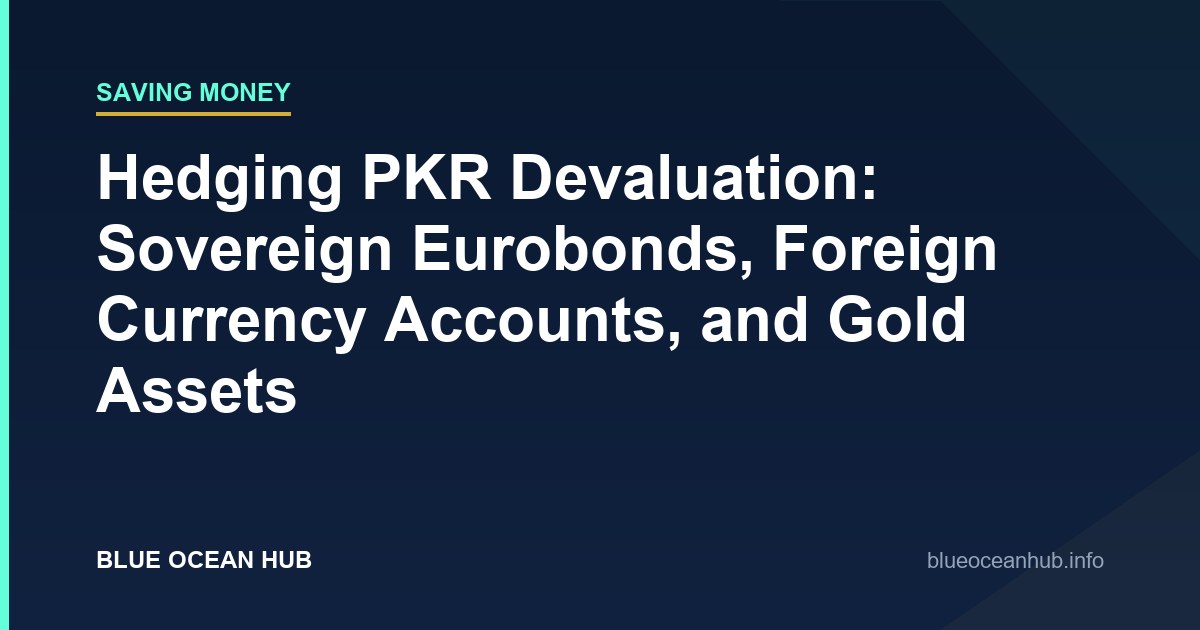 SAVING MONEY
Hedging PKR Devaluation:
Sovereign Eurobonds, Foreign
Currency Accounts, and Gold
Assets
BLUE OCEAN HUB
blueoceanhub.info